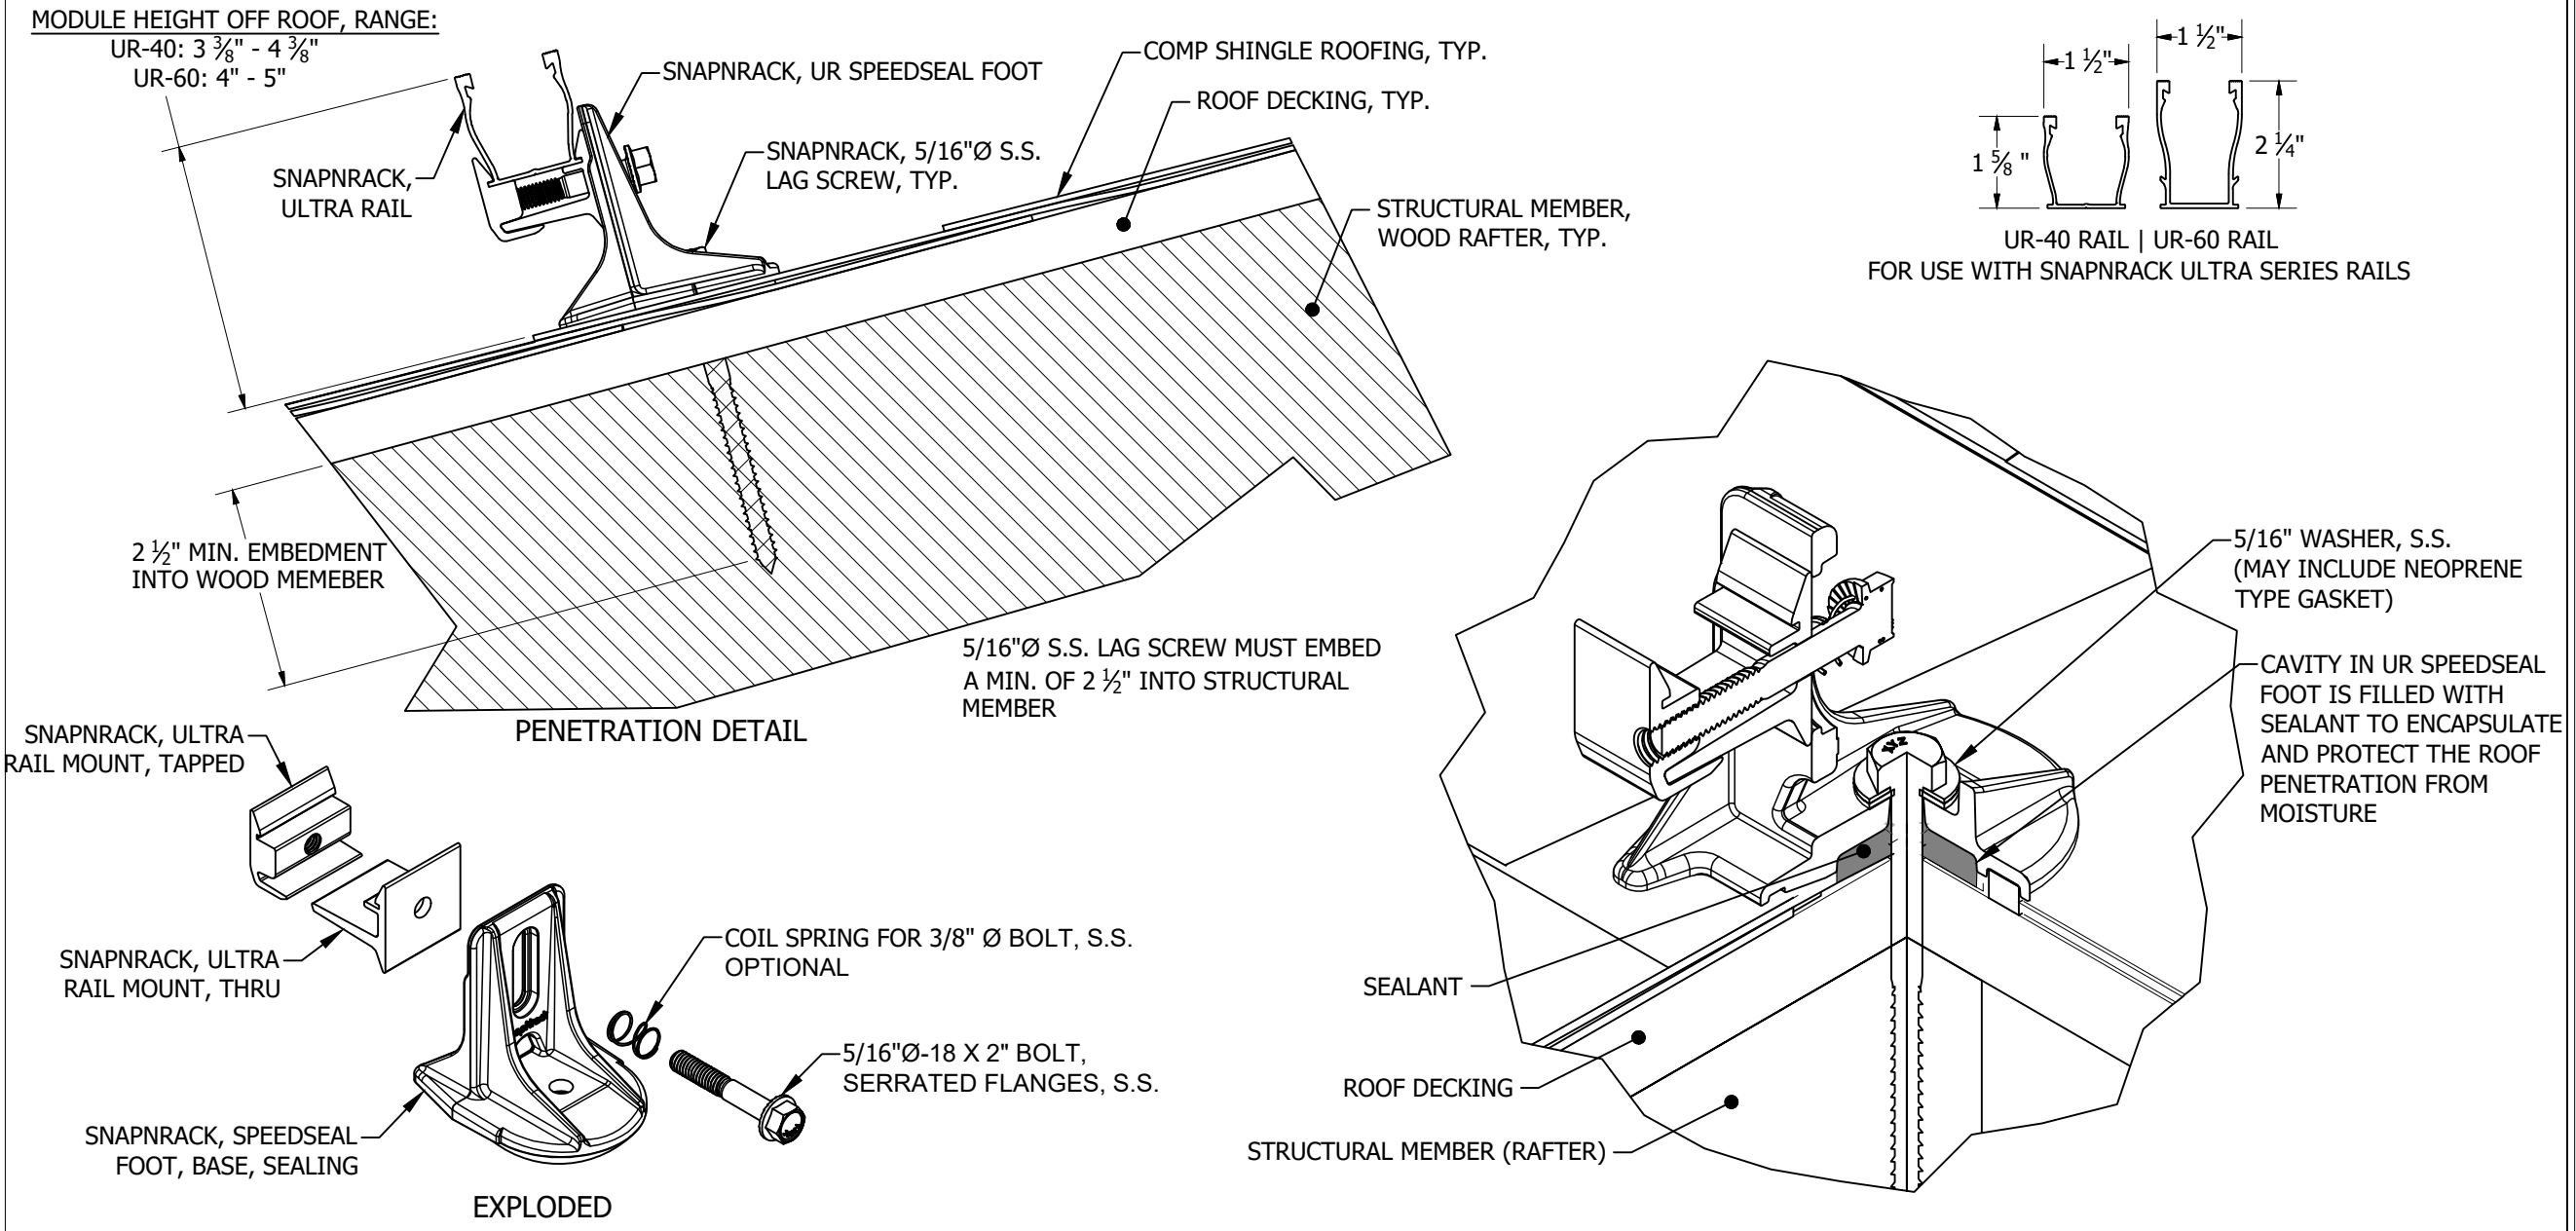 MODULE HEIGHT OFF ROOF, RANGE:
UR-40: 3 ⅜" - 4 ⅜"
UR-60: 4" - 5"
SNAPNRACK, UR SPEEDSEAL FOOT
COMP SHINGLE ROOFING, TYP.
ROOF DECKING, TYP.
SNAPNRACK, 5/16"Ø S.S.
LAG SCREW, TYP.
SNAPNRACK,
ULTRA RAIL
STRUCTURAL MEMBER,
WOOD RAFTER, TYP.
2 ½" MIN. EMBEDMENT
INTO WOOD MEMEBER
5/16"Ø S.S. LAG SCREW MUST EMBED
A MIN. OF 2 ½" INTO STRUCTURAL
MEMBER
PENETRATION DETAIL
1 ½"
1 ½"
1 ⅝ "
2 ¼"
UR-40 RAIL | UR-60 RAIL
FOR USE WITH SNAPNRACK ULTRA SERIES RAILS
SNAPNRACK, ULTRA
RAIL MOUNT, TAPPED
SNAPNRACK, ULTRA
RAIL MOUNT, THRU
COIL SPRING FOR 3/8" Ø BOLT, S.S.
OPTIONAL
5/16"Ø-18 X 2" BOLT,
SERRATED FLANGES, S.S.
SNAPNRACK, SPEEDSEAL
FOOT, BASE, SEALING
EXPLODED
5/16" WASHER, S.S.
(MAY INCLUDE NEOPRENE
TYPE GASKET)
CAVITY IN UR SPEEDSEAL
FOOT IS FILLED WITH
SEALANT TO ENCAPSULATE
AND PROTECT THE ROOF
PENETRATION FROM
MOISTURE
XYZ
SEALANT
ROOF DECKING
STRUCTURAL MEMBER (RAFTER)